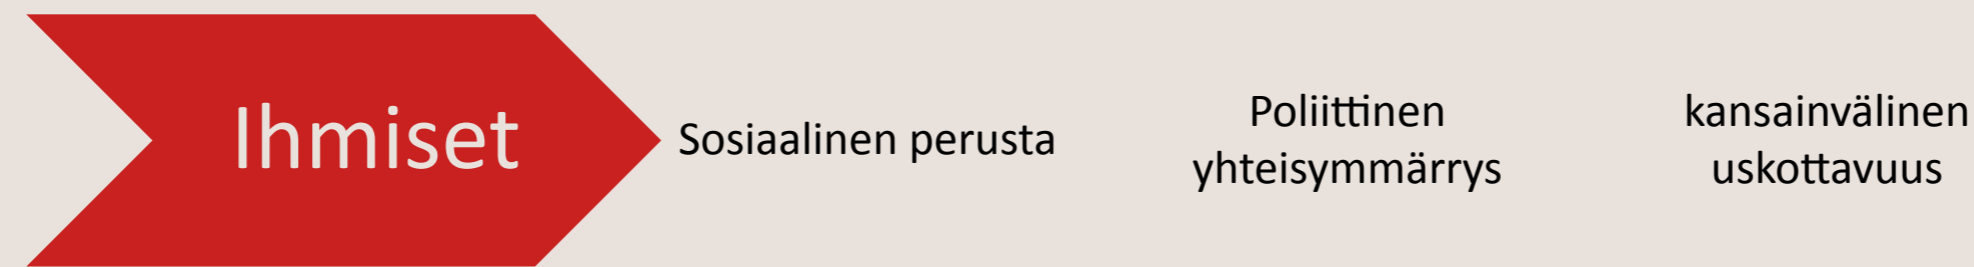 Ihmiset
Sosiaalinen perusta
Poliittinen
yhteisymmärrys
kansainvälinen
uskottavuus